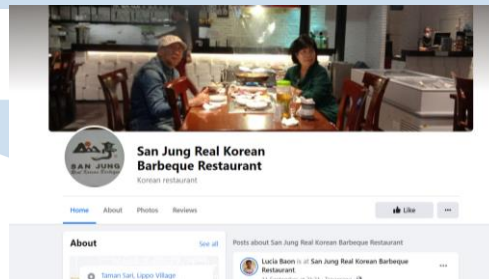 SAN JUNG
San Jung Real Korean
Barbeque Restaurant
Korean restaurant
Home About Photos Reviews
Like
About
See all
Taman Sari, Lippo Village
Posts about San Jung Real Korean Barbeque Restaurant
Lucia Baon is at San Jung Real Korean Barbeque
Restaurant.